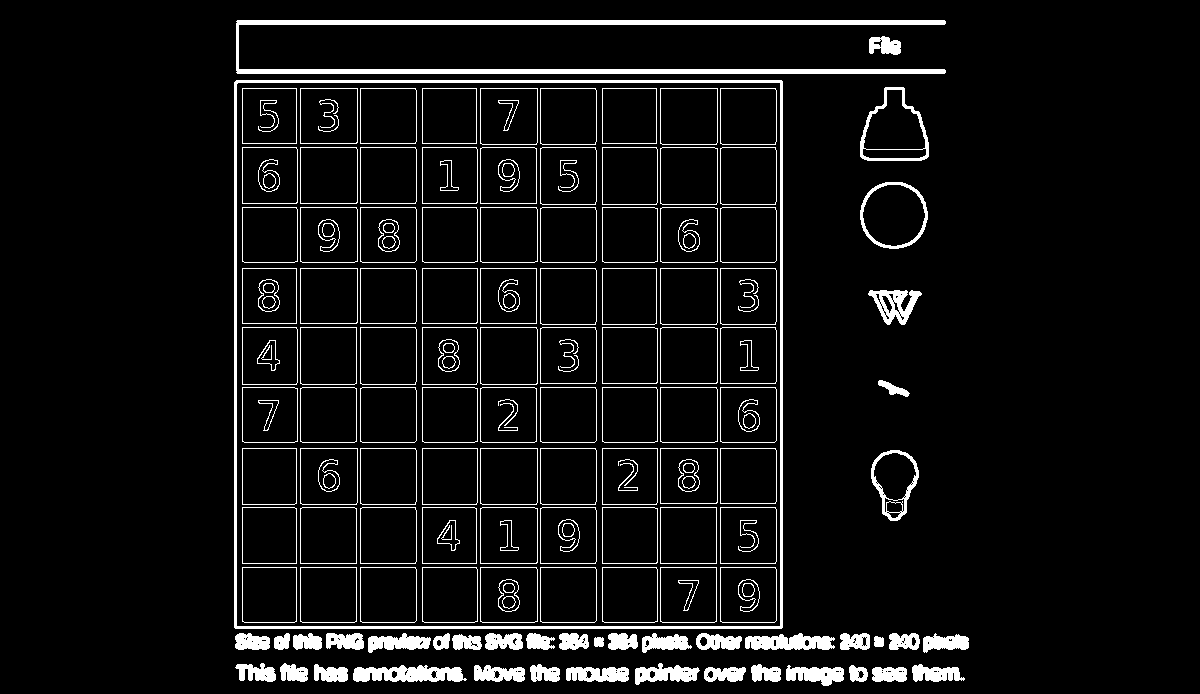 File
5 3 7
6 1 9 5
9 8 6
8 6 3
4 8 3 1
7 2 6
6 2 8
4 1 9 5
8 7 9
W
Size of this PNG preview of this SVG file: 364 × 364 pixels. Other resolutions: 240 × 240 pixels
This file has annotations. Move the mouse pointer over the image to see them.